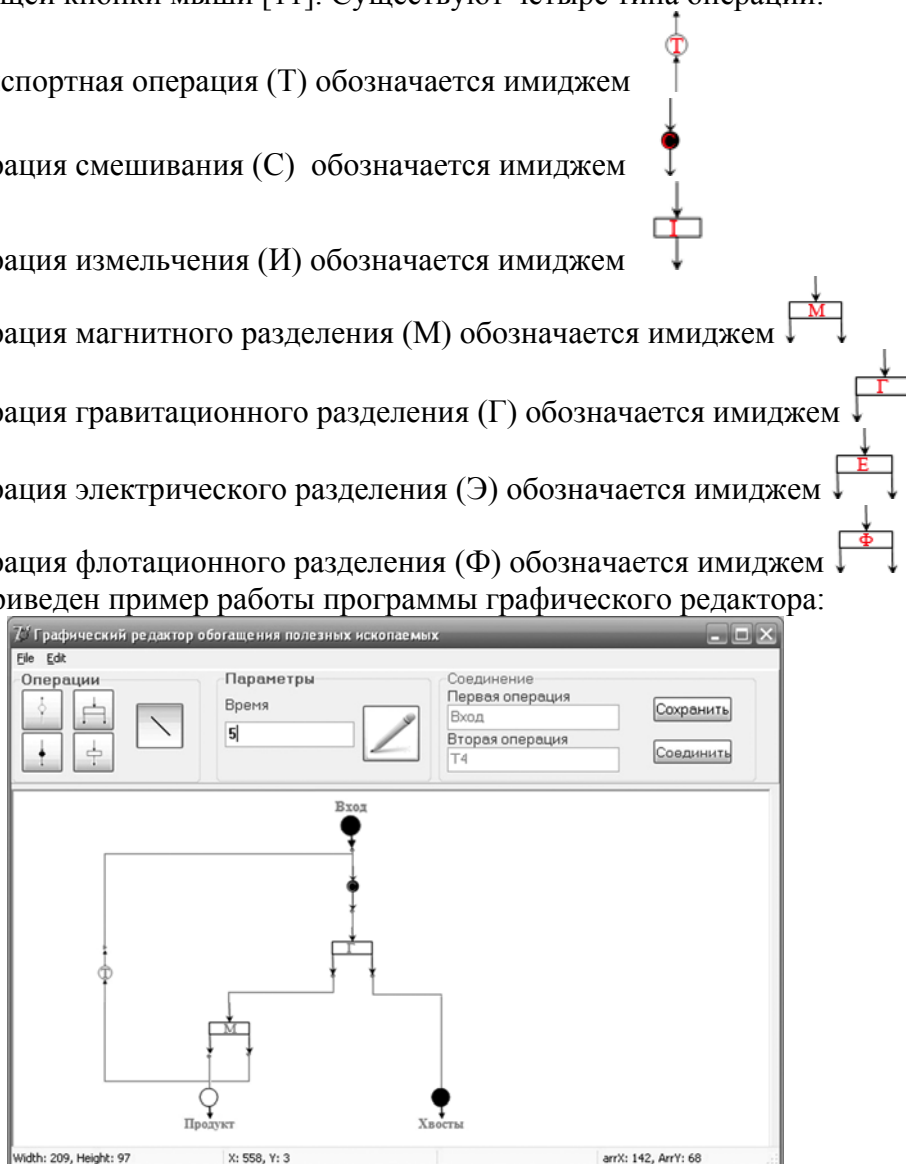 щей кнопки мыши [11]. Существуют четыре типа операций:
Т
спортная операция (Т) обозначается имиджем
С
рация смешивания (С) обозначается имиджем
I
рация измельчения (И) обозначается имиджем
М
рация магнитного разделения (М) обозначается имиджем
Г
рация гравитационного разделения (Г) обозначается имиджем
Е
рация электрического разделения (Э) обозначается имиджем
Ф
рация флотационного разделения (Ф) обозначается имиджем
риведен пример работы программы графического редактора:
Графический редактор обогащения полезных ископаемых
File Edit
Операции
Параметры
Время
5
Соединение
Первая операция
Вход
Вторая операция
Т4
Сохранить
Соединить
Вход
С
Г
Т
М
Продукт
Хвосты
Width: 209, Height: 97
X: 558, Y: 3
arrX: 142, ArrY: 68